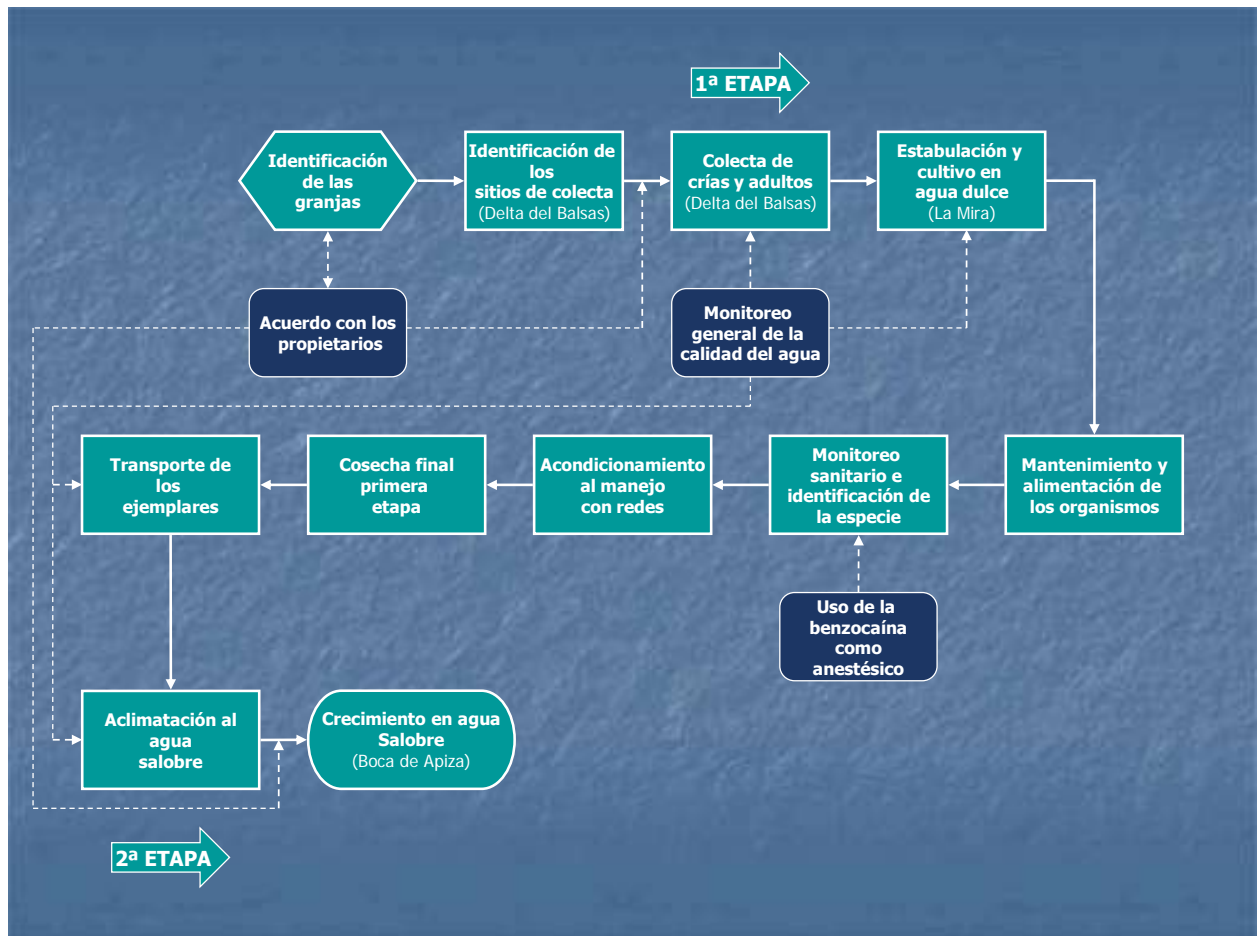 1ª ETAPA
Identificación
de las
granjas
Identificación de
los
sitios de colecta
(Delta del Balsas)
Colecta de
crías y adultos
(Delta del Balsas)
Estabulación y
cultivo en
agua dulce
(La Mira)
Acuerdo con los
propietarios
Monitoreo
general de la
calidad del agua
Transporte de
los
ejemplares
Cosecha final
primera
etapa
Acondicionamiento
al manejo
con redes
Monitoreo
sanitario e
identificación de
la especie
Mantenimiento y
alimentación de
los organismos
Uso de la
benzocaína
como
anestésico
Aclimatación al
agua
salobre
Crecimiento en agua
Salobre
(Boca de Apiza)
2ª ETAPA